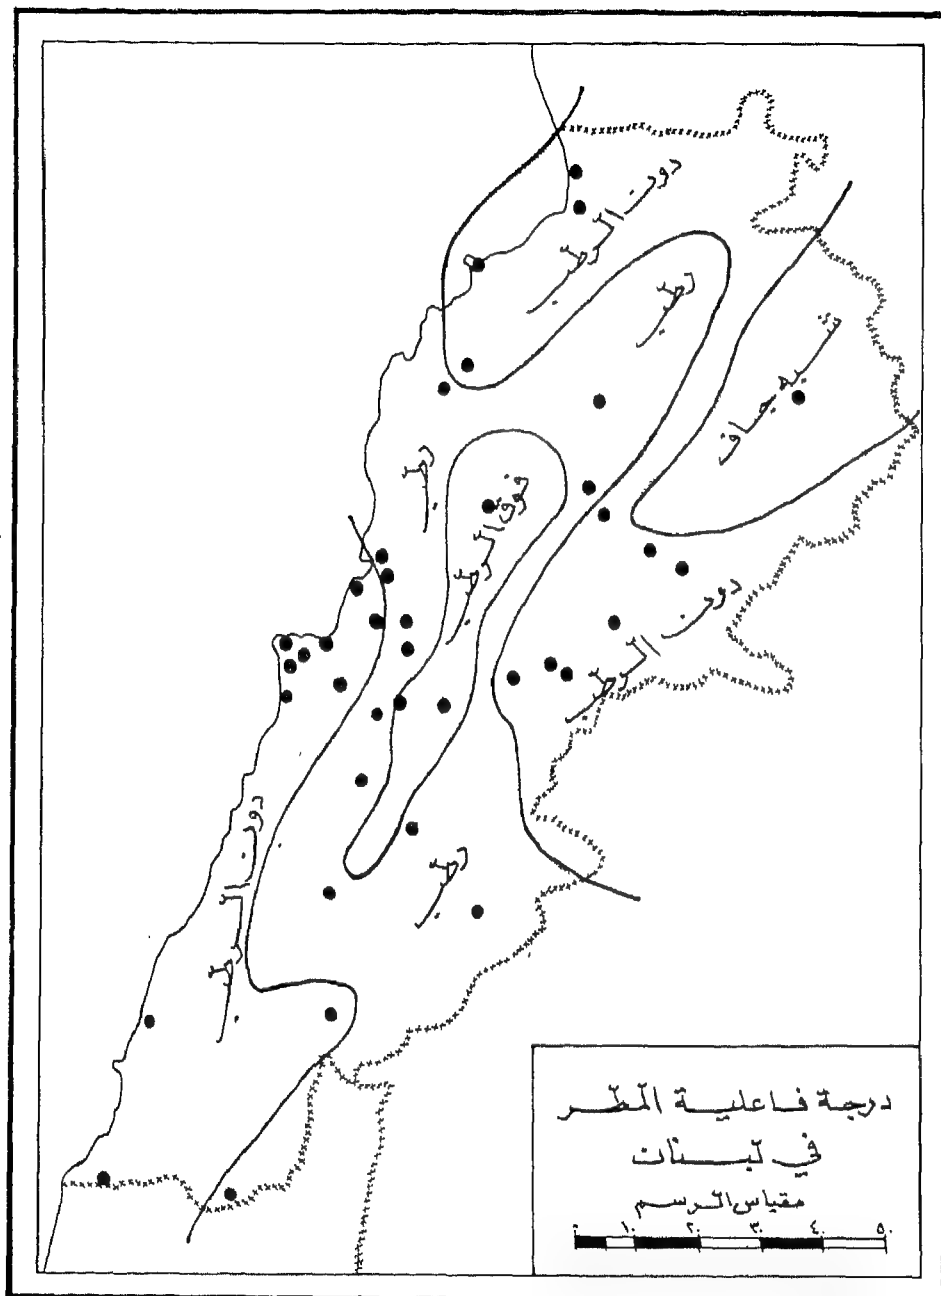 دون الرطب
رطب
شبه جاف
رطب
فوق الرطب
دون الرطب
دون الرطب
رطب
درجة فاعلية المطر
في لبنان
مقياس الرسم
٠ ١٠ ٢٠ ٣٠ ٤٠ ٥٠